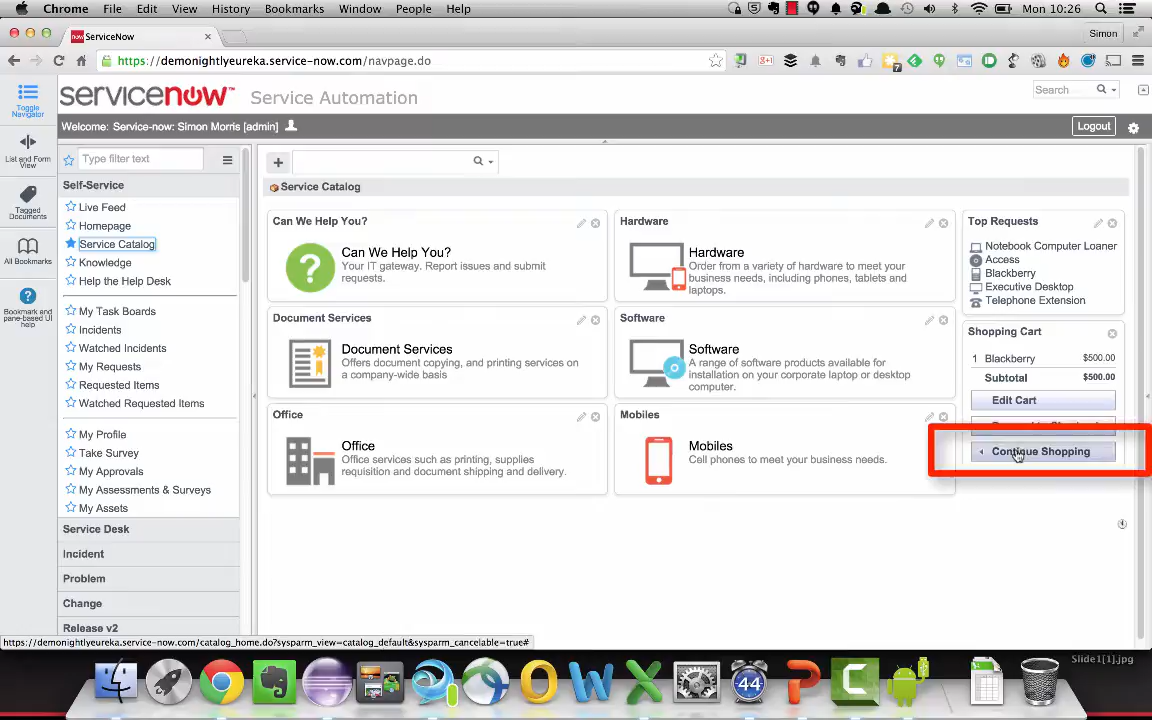 Chrome File Edit View History Bookmarks Window People Help
Mon 10:26
ServiceNow
Simon
https://demonightlyeureka.service-now.com/navpage.do
7
Toggle
Navigator
servicenow™ Service Automation
Search
Welcome: Service-now: Simon Morris [admin]
Logout
List and Form
View
Tagged
Documents
All Bookmarks
Bookmark and
pane-based UI
help
Type filter text
Self-Service
Live Feed
Homepage
Service Catalog
Knowledge
Help the Help Desk
My Task Boards
Incidents
Watched Incidents
My Requests
Requested Items
Watched Requested Items
My Profile
Take Survey
My Approvals
My Assessments & Surveys
My Assets
Service Desk
Incident
Problem
Change
Release v2
Service Catalog
Can We Help You?
Can We Help You?
Your IT gateway. Report issues and submit
requests.
Hardware
Hardware
Order from a variety of hardware to meet your
business needs, including phones, tablets and
laptops.
Document Services
Document Services
Offers document copying, and printing services on
a company-wide basis
Software
Software
A range of software products available for
installation on your corporate laptop or desktop
computer.
Office
Office
Office services such as printing, supplies
requisition and document shipping and delivery.
Mobiles
Mobiles
Cell phones to meet your business needs.
Top Requests
Notebook Computer Loaner
Access
Blackberry
Executive Desktop
Telephone Extension
Shopping Cart
1 Blackberry $500.00
Subtotal $500.00
Edit Cart
Continue Shopping
https://demonightlyeureka.service-now.com/catalog_home.do?sysparm_view=catalog_default&sysparm_cancelable=true#
Slide1[1].jpg
44